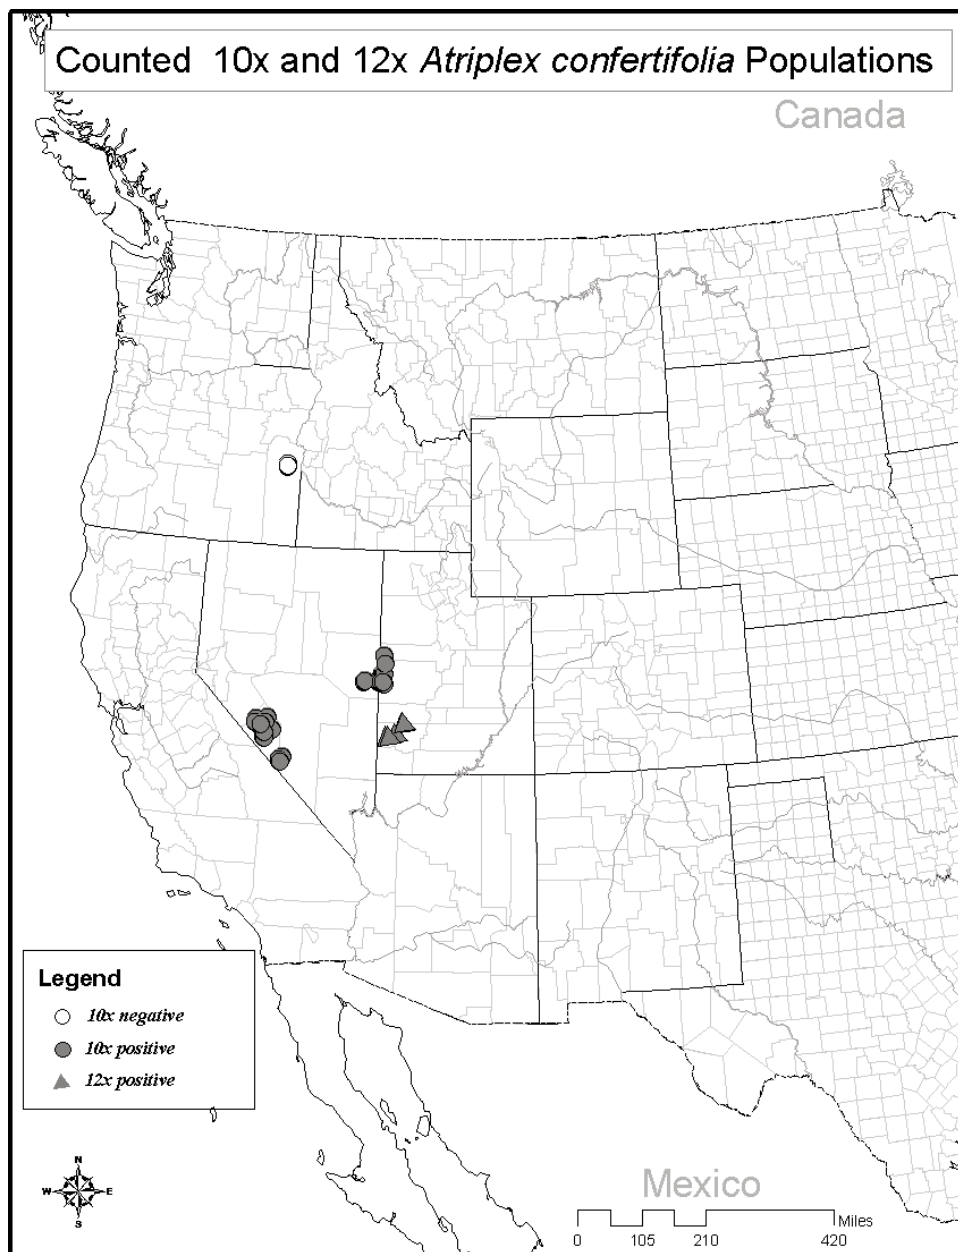 Counted 10x and 12x Atriplex confertifolia Populations
Canada
Legend
10x negative
10x positive
12x positive
N
W E
S
Mexico
Miles
0 105 210 420